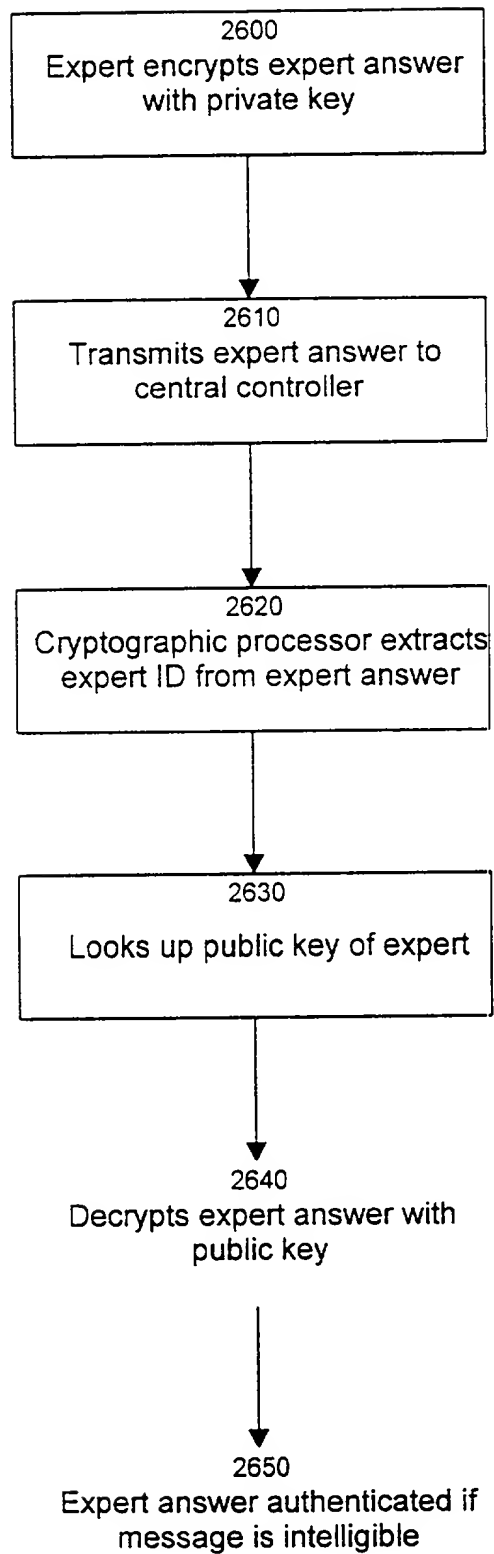 2600
Expert encrypts expert answer
with private key
2610
Transmits expert answer to
central controller
2620
Cryptographic processor extracts
expert ID from expert answer
2630
Looks up public key of expert
2640
Decrypts expert answer with
public key
2650
Expert answer authenticated if
message is intelligible